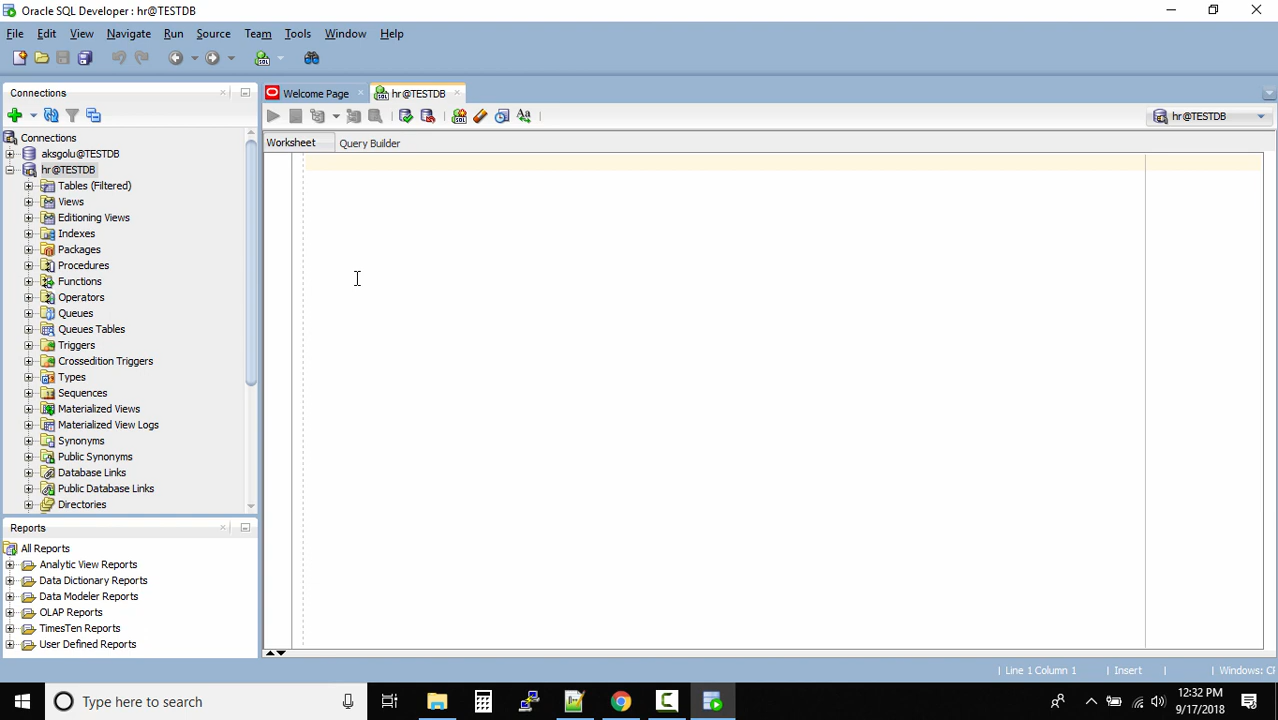 Oracle SQL Developer : hr@TESTDB
File Edit View Navigate Run Source Team Tools Window Help
Connections
Welcome Page
hr@TESTDB
hr@TESTDB
Worksheet
Query Builder
Connections
aksgolu@TESTDB
hr@TESTDB
Tables (Filtered)
Views
Editioning Views
Indexes
Packages
Procedures
Functions
Operators
Queues
Queues Tables
Triggers
Crossedition Triggers
Types
Sequences
Materialized Views
Materialized View Logs
Synonyms
Public Synonyms
Database Links
Public Database Links
Directories
Reports
All Reports
Analytic View Reports
Data Dictionary Reports
Data Modeler Reports
OLAP Reports
TimesTen Reports
User Defined Reports
Line 1 Column 1
Insert
Windows: CF
Type here to search
12:32 PM
9/17/2018